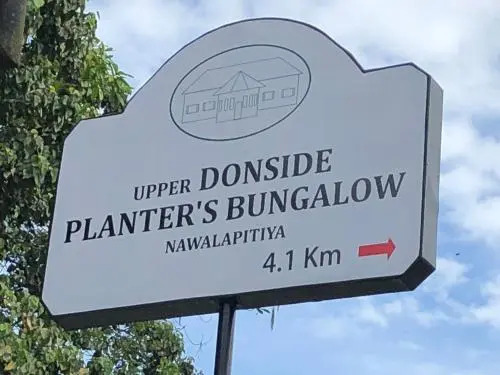 UPPER DONSIDE
PLANTER'S BUNGALOW
NAWALAPITIYA
4.1 Km